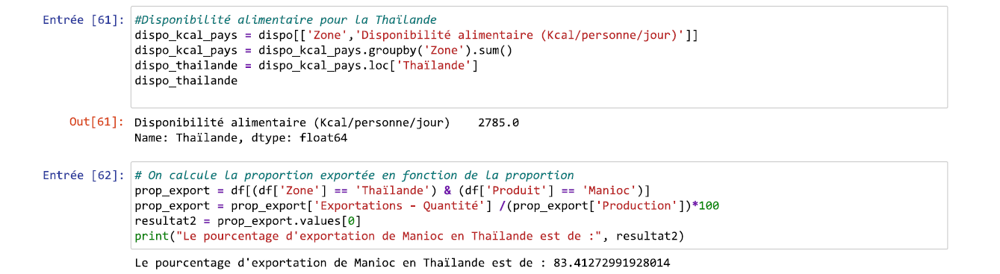 Entrée [61]: #Disponibilité alimentaire pour la Thaïlande
dispo_kcal_pays = dispo[['Zone','Disponibilité alimentaire (Kcal/personne/jour)']]
dispo_kcal_pays = dispo_kcal_pays.groupby('Zone').sum()
dispo_thailande = dispo_kcal_pays.loc['Thaïlande']
dispo_thailande
Out[61]: Disponibilité alimentaire (Kcal/personne/jour)    2785.0
Name: Thaïlande, dtype: float64
Entrée [62]: # On calcule la proportion exportée en fonction de la proportion
prop_export = df[(df['Zone'] == 'Thaïlande') & (df['Produit'] == 'Manioc')]
prop_export = prop_export['Exportations - Quantité'] /(prop_export['Production'])*100
resultat2 = prop_export.values[0]
print("Le pourcentage d'exportation de Manioc en Thaïlande est de :", resultat2)
Le pourcentage d'exportation de Manioc en Thaïlande est de : 83.41272991928014